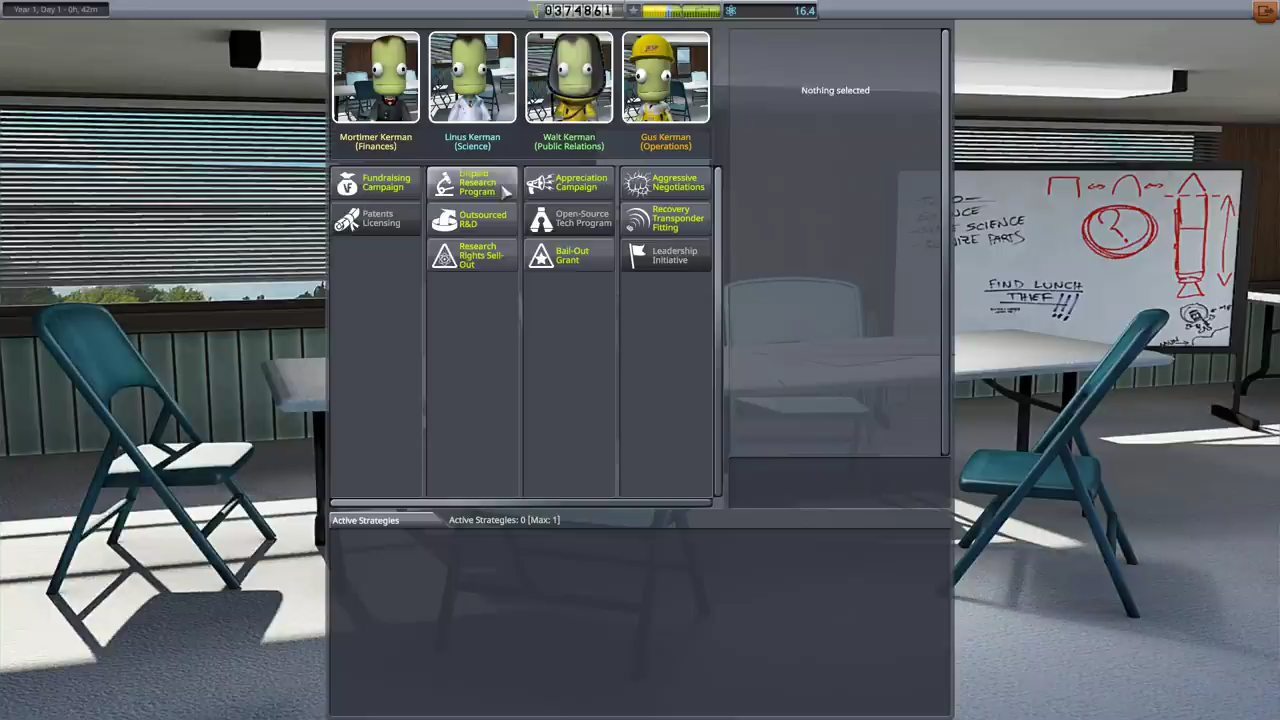 Year 1, Day 1 - 0h, 42m
0374861
16.4
Mortimer Kerman
(Finances)
Linus Kerman
(Science)
Walt Kerman
(Public Relations)
Gus Kerman
(Operations)
Nothing selected
Fundraising
Campaign
Research
Program
Appreciation
Campaign
Aggressive
Negotiations
Patents
Licensing
Outsourced
R&D
Open-Source
Tech Program
Recovery
Transponder
Fitting
Research
Rights Sell-
Out
Bail-Out
Grant
Leadership
Initiative
Active Strategies
Active Strategies: 0 [Max: 1]
SCIENCE
PARTS
?
FIND LUNCH
THIEF!!!